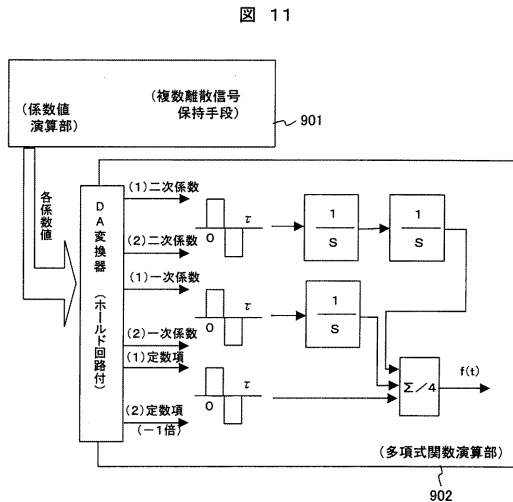 図 11
(係数値
演算部)
(複数離散信号
保持手段)
901
各係数値
DA変換器 (ホールド回路付)
(1)二次係数
(2)二次係数
(1)一次係数
(2)一次係数
(1)定数項
(2)定数項
(-1倍)
0 τ
1
S
1
S
0 τ
1
S
0 τ
Σ/4
f(t)
(多項式関数演算部)
902